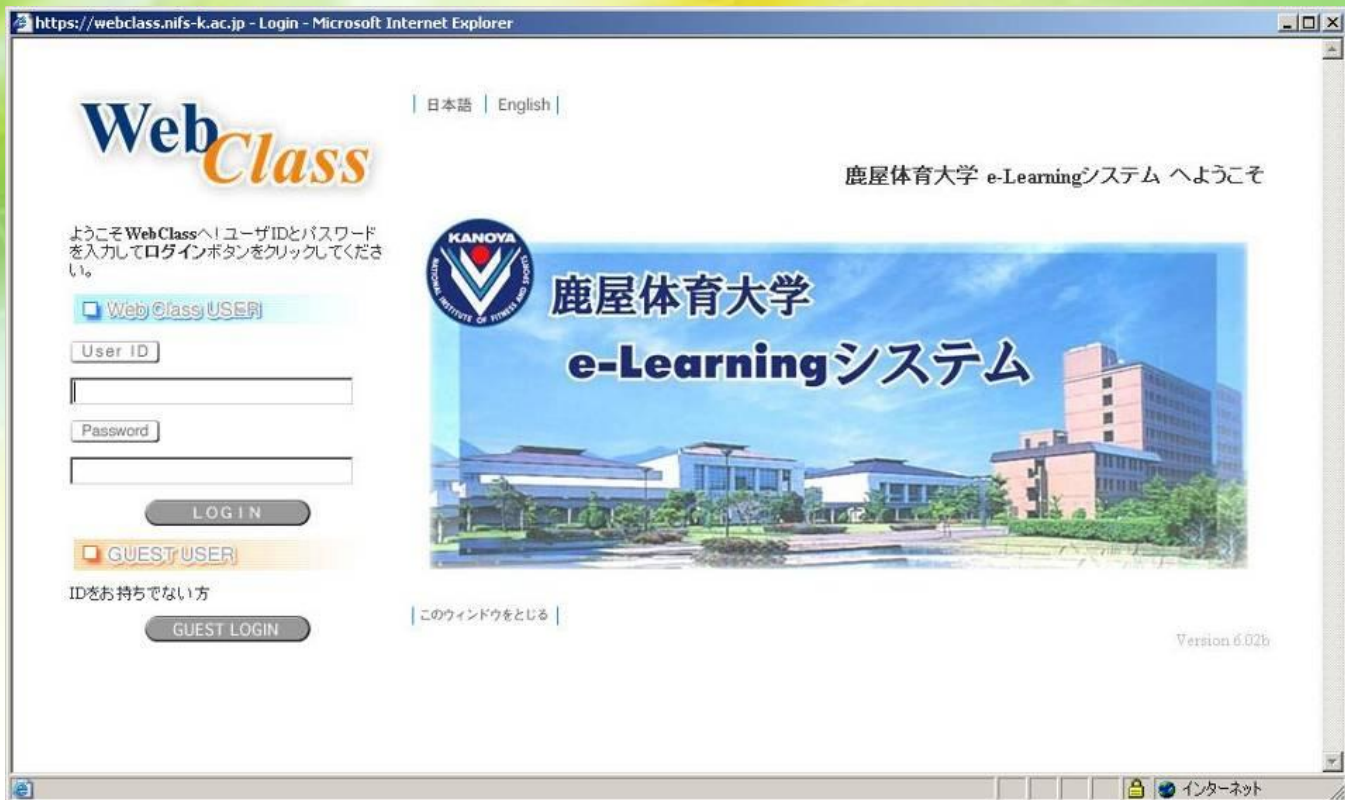 https://webclass.nifs-k.ac.jp - Login - Microsoft Internet Explorer
日本語 English
WebClass
鹿屋体育大学 e-Learningシステム へようこそ
ようこそWebClassへ! ユーザIDとパスワード
を入力してログインボタンをクリックしてくださ
い。
Web Class USER
User ID
Password
LOGIN
GUEST USER
IDをお持ちでない方
GUEST LOGIN
KANOYA
NATIONAL INSTITUTE OF FITNESS AND SPORTS
鹿屋体育大学
e-Learningシステム
このウィンドウをとじる
Version 6.02b
インターネット